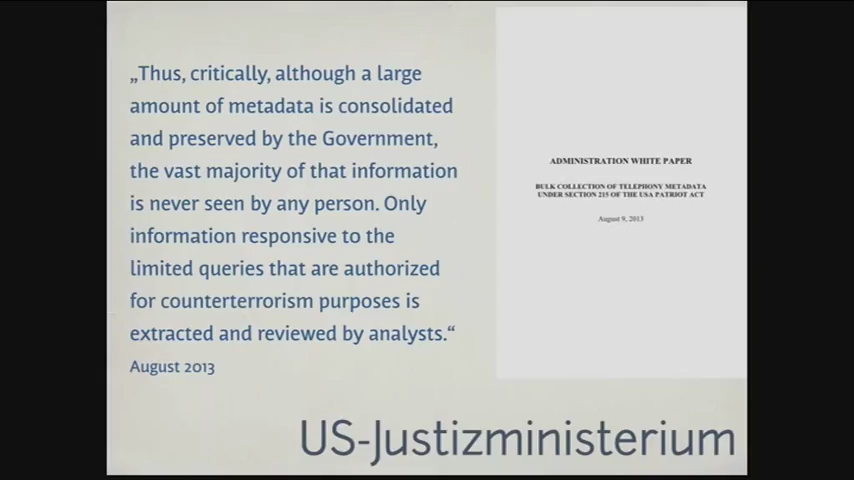 „Thus, critically, although a large
amount of metadata is consolidated
and preserved by the Government,
the vast majority of that information
is never seen by any person. Only
information responsive to the
limited queries that are authorized
for counterterrorism purposes is
extracted and reviewed by analysts.“
August 2013
ADMINISTRATION WHITE PAPER
BULK COLLECTION OF TELEPHONY METADATA
UNDER SECTION 215 OF THE USA PATRIOT ACT
August 9, 2013
US-Justizministerium